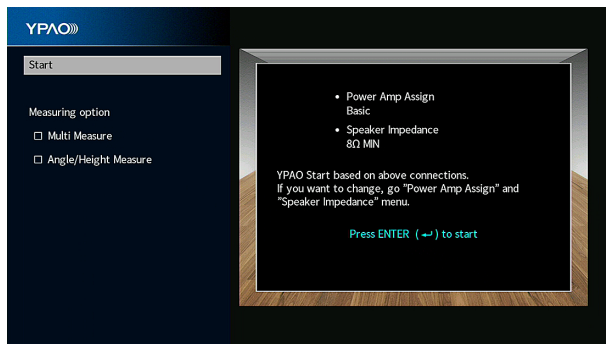 YPAO
Start
Measuring option
Multi Measure
Angle/Height Measure
• Power Amp Assign
Basic
• Speaker Impedance
8Ω MIN
YPAO Start based on above connections.
If you want to change, go "Power Amp Assign" and
"Speaker Impedance" menu.
Press ENTER (↵) to start